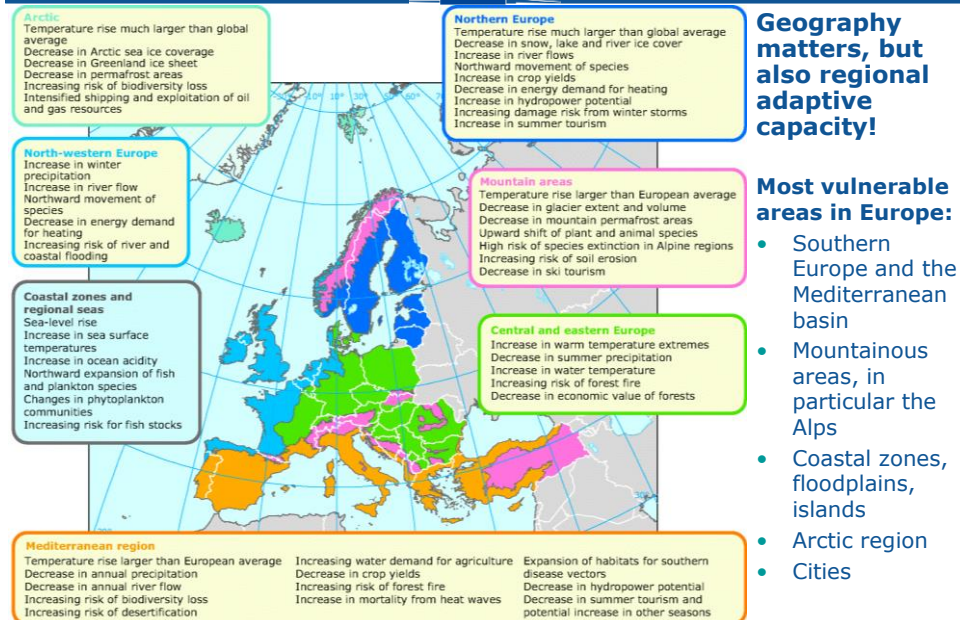 Arctic
Temperature rise much larger than global
average
Decrease in Arctic sea ice coverage
Decrease in Greenland ice sheet
Decrease in permafrost areas
Increasing risk of biodiversity loss
Intensified shipping and exploitation of oil
and gas resources
Northern Europe
Temperature rise much larger than global average
Decrease in snow, lake and river ice cover
Increase in river flows
Northward movement of species
Increase in crop yields
Decrease in energy demand for heating
Increase in hydropower potential
Increasing damage risk from winter storms
Increase in summer tourism
North-western Europe
Increase in winter
precipitation
Increase in river flow
Northward movement of
species
Decrease in energy demand
for heating
Increasing risk of river and
coastal flooding
Mountain areas
Temperature rise larger than European average
Decrease in glacier extent and volume
Decrease in mountain permafrost areas
Upward shift of plant and animal species
High risk of species extinction in Alpine regions
Increasing risk of soil erosion
Decrease in ski tourism
Coastal zones and
regional seas
Sea-level rise
Increase in sea surface
temperatures
Increase in ocean acidity
Northward expansion of fish
and plankton species
Changes in phytoplankton
communities
Increasing risk for fish stocks
Central and eastern Europe
Increase in warm temperature extremes
Decrease in summer precipitation
Increase in water temperature
Increasing risk of forest fire
Decrease in economic value of forests
Mediterranean region
Temperature rise larger than European average
Decrease in annual precipitation
Decrease in annual river flow
Increasing risk of biodiversity loss
Increasing risk of desertification
Increasing water demand for agriculture
Decrease in crop yields
Increasing risk of forest fire
Increase in mortality from heat waves
Expansion of habitats for southern
disease vectors
Decrease in hydropower potential
Decrease in summer tourism and
potential increase in other seasons
Geography
matters, but
also regional
adaptive
capacity!
Most vulnerable
areas in Europe:
• Southern
Europe and the
Mediterranean
basin
• Mountainous
areas, in
particular the
Alps
• Coastal zones,
floodplains,
islands
• Arctic region
• Cities